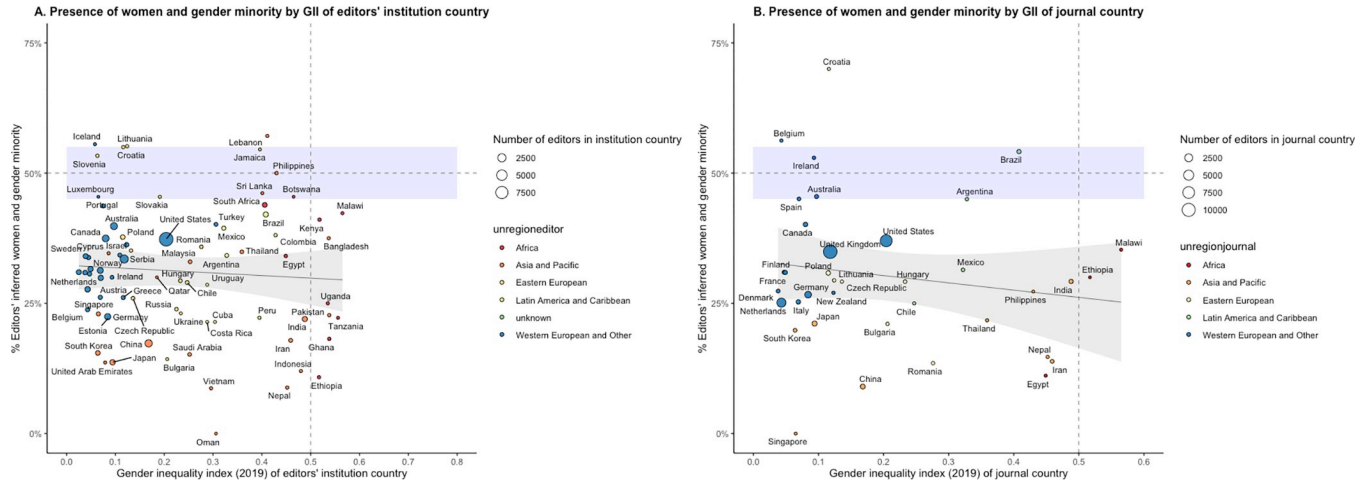 A. Presence of women and gender minority by GII of editors' institution country
% Editors' inferred women and gender minority
75%
50%
25%
0%
Iceland
Lithuania
Croatia
Slovenia
Lebanon
Jamaica
Philippines
Luxembourg
Portugal
Slovakia
Sri Lanka
Botswana
South Africa
Malawi
Australia
United States
Turkey
Brazil
Kenya
Canada
Poland
Romania
Mexico
Colombia
Bangladesh
Sweden
Cyprus
Israel
Serbia
Malaysia
Thailand
Argentina
Egypt
Norway
Netherlands
Ireland
Hungary
Uruguay
Austria
Greece
Qatar
Chile
Singapore
Russia
Uganda
Belgium
Germany
Ukraine
Cuba
Peru
Pakistan
Estonia
Czech Republic
Costa Rica
India
Tanzania
South Korea
China
Saudi Arabia
Iran
Ghana
Japan
United Arab Emirates
Bulgaria
Indonesia
Vietnam
Nepal
Ethiopia
Oman
0.0 0.1 0.2 0.3 0.4 0.5 0.6 0.7 0.8
Gender inequality index (2019) of editors' institution country
Number of editors in institution country
2500
5000
7500
unregioneditor
Africa
Asia and Pacific
Eastern European
Latin America and Caribbean
unknown
Western European and Other
B. Presence of women and gender minority by GII of journal country
% Editors' inferred women and gender minority
75%
50%
25%
0%
Croatia
Belgium
Ireland
Brazil
Australia
Spain
Argentina
Canada
United States
United Kingdom
Malawi
Finland
Poland
Mexico
Ethiopia
France
Lithuania
Hungary
Czech Republic
India
Germany
Denmark
New Zealand
Philippines
Netherlands
Italy
Chile
Japan
Bulgaria
Thailand
South Korea
Nepal
Romania
Iran
China
Egypt
Singapore
0.0 0.1 0.2 0.3 0.4 0.5 0.6
Gender inequality index (2019) of journal country
Number of editors in journal country
2500
5000
7500
10000
unregionjournal
Africa
Asia and Pacific
Eastern European
Latin America and Caribbean
Western European and Other